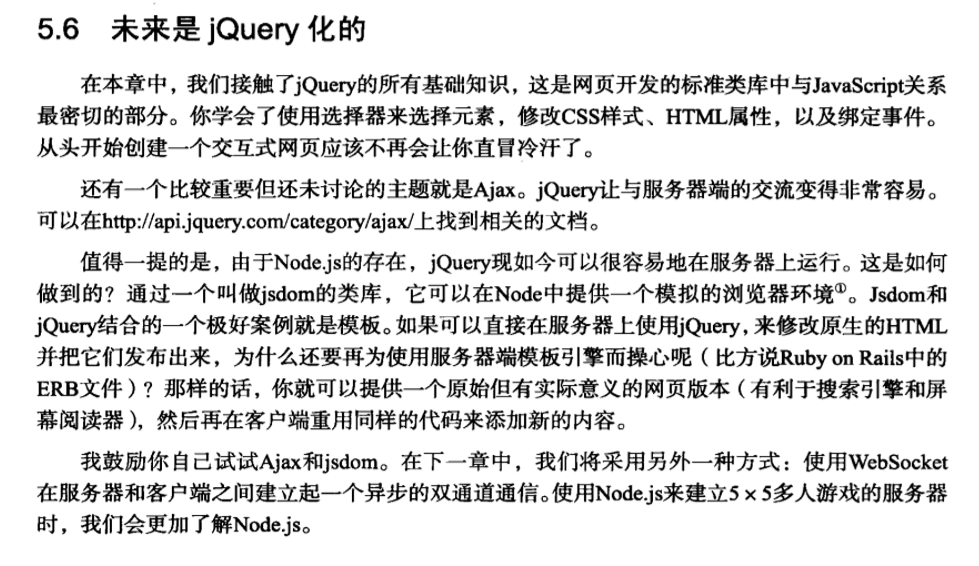 5.6 未来是 jQuery 化的
在本章中，我们接触了jQuery的所有基础知识，这是网页开发的标准类库中与JavaScript关系
最密切的部分。你学会了使用选择器来选择元素，修改CSS样式、HTML属性，以及绑定事件。
从头开始创建一个交互式网页应该不再会让你直冒冷汗了。
还有一个比较重要但还未讨论的主题就是Ajax。jQuery让与服务器端的交流变得非常容易。
可以在http://api.jquery.com/category/ajax/上找到相关的文档。
值得一提的是，由于Node.js的存在，jQuery现如今可以很容易地在服务器上运行。这是如何
做到的？通过一个叫做jsdom的类库，它可以在Node中提供一个模拟的浏览器环境①。Jsdom和
jQuery结合的一个极好案例就是模板。如果可以直接在服务器上使用jQuery，来修改原生的HTML
并把它们发布出来，为什么还要再为使用服务器端模板引擎而操心呢（比方说Ruby on Rails中的
ERB文件）？那样的话，你就可以提供一个原始但有实际意义的网页版本（有利于搜索引擎和屏
幕阅读器），然后再在客户端重用同样的代码来添加新的内容。
我鼓励你自己试试Ajax和jsdom。在下一章中，我们将采用另外一种方式：使用WebSocket
在服务器和客户端之间建立起一个异步的双通道通信。使用Node.js来建立5 × 5多人游戏的服务器
时，我们会更加了解Node.js。